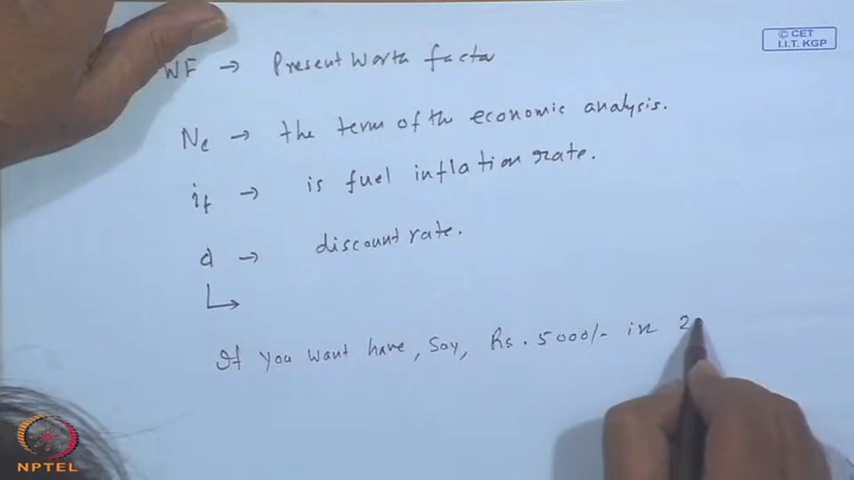 © CET
I.I.T. KGP
WF → Present Worth factor
Ne → the term of the economic analysis.
if → is fuel inflation rate.
d → discount rate.
If you want have, Say, Rs. 5000/- in 2
NPTEL